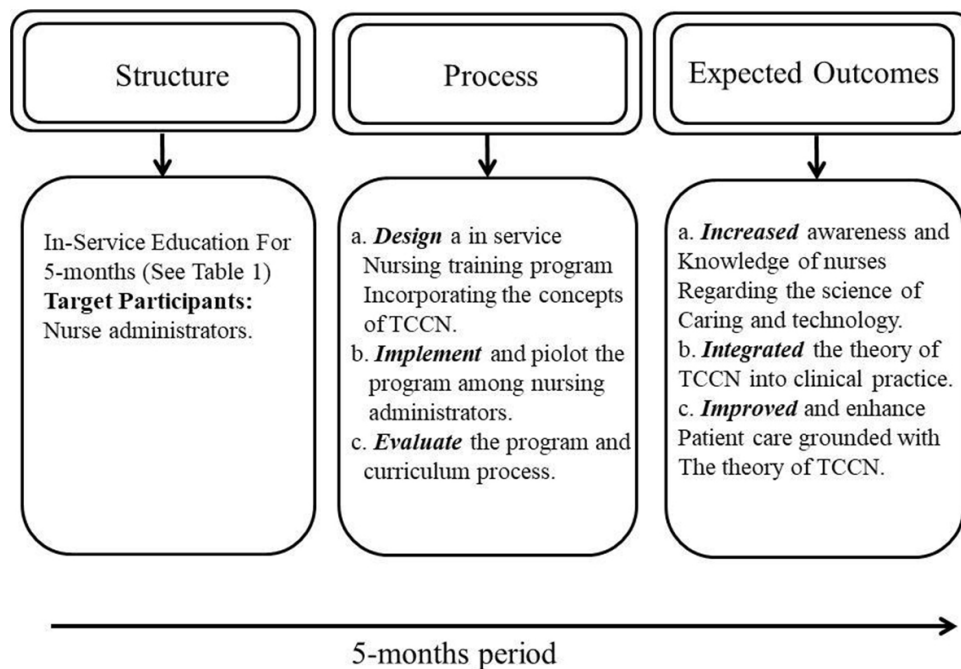 Structure
Process
Expected Outcomes
In-Service Education For
5-months (See Table 1)
Target Participants:
Nurse administrators.
a. Design a in service
Nursing training program
Incorporating the concepts
of TCCN.
b. Implement and piolot the
program among nursing
administrators.
c. Evaluate the program and
curriculum process.
a. Increased awareness and
Knowledge of nurses
Regarding the science of
Caring and technology.
b. Integrated the theory of
TCCN into clinical practice.
c. Improved and enhance
Patient care grounded with
The theory of TCCN.
5-months period